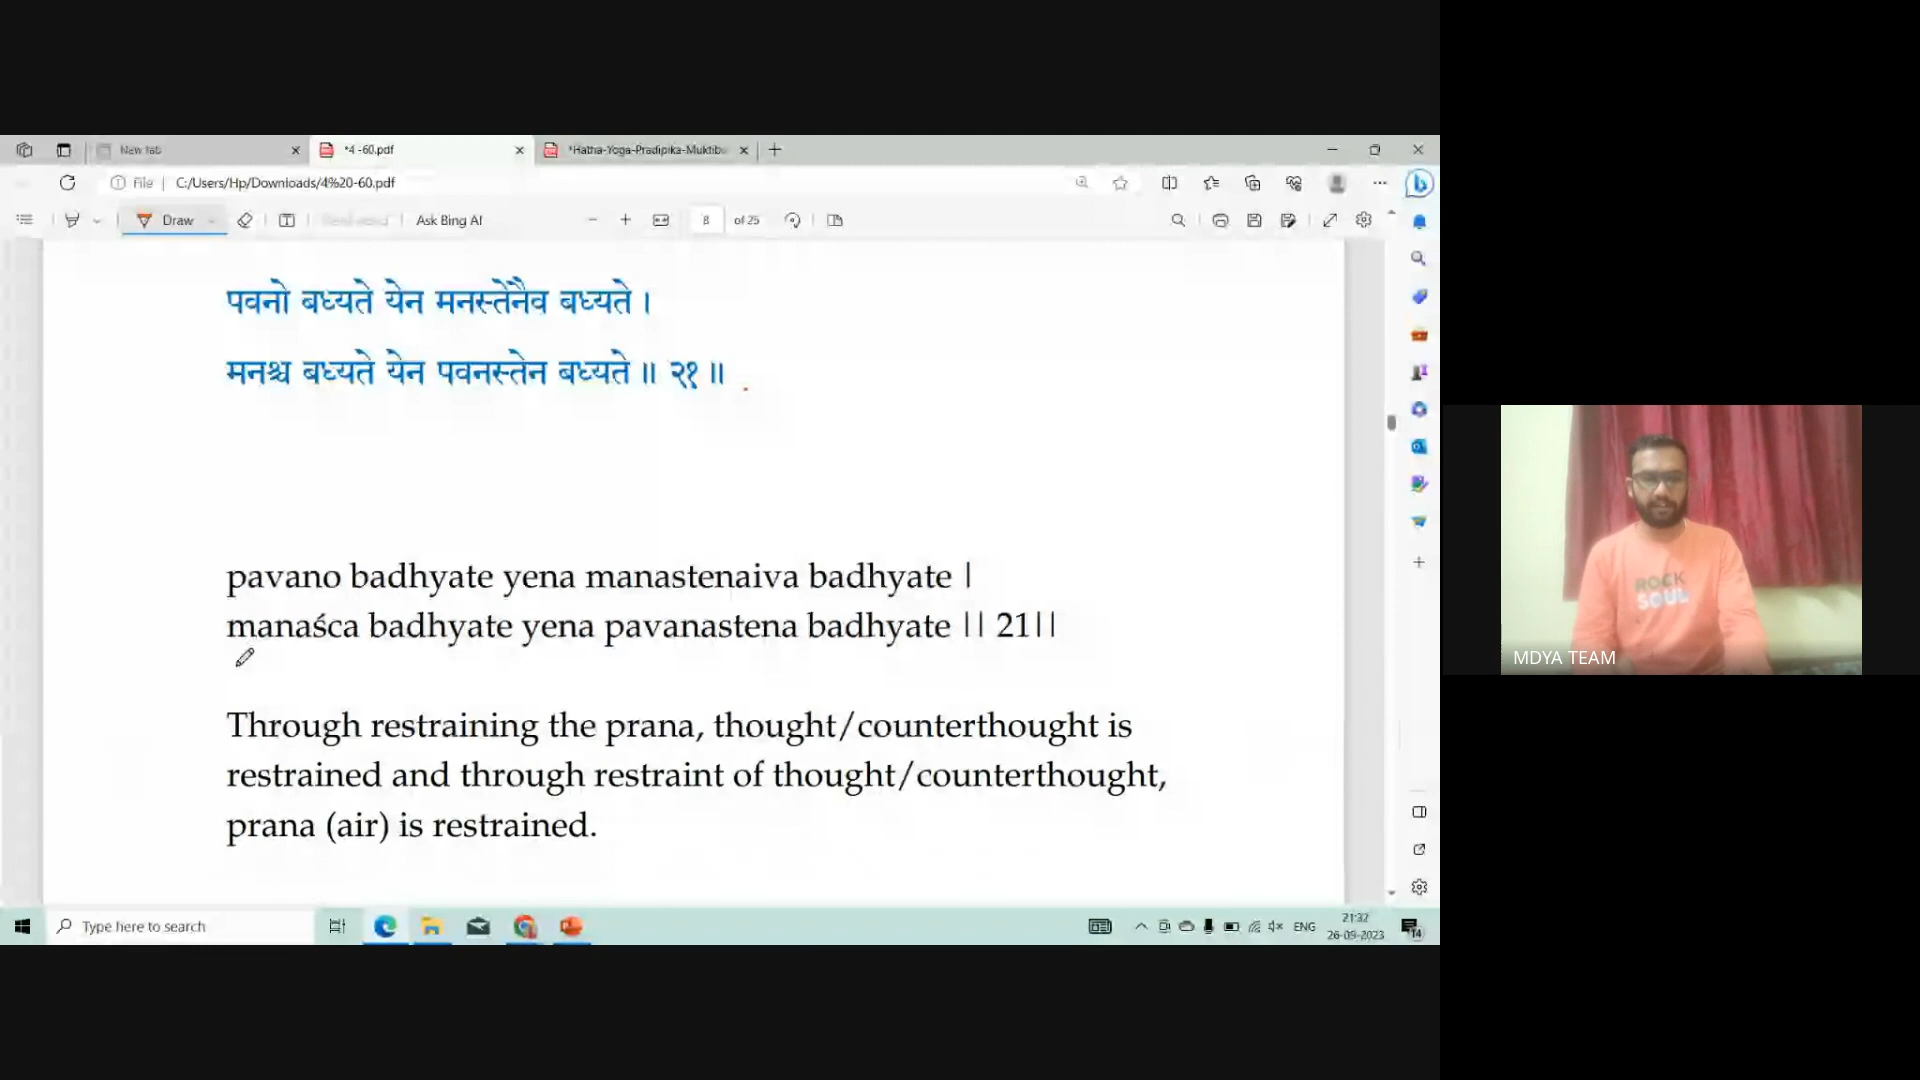 New tab
*4 -60.pdf
*Hatha-Yoga-Pradipika-Muktibo
File
C:/Users/Hp/Downloads/4%20-60.pdf
Draw
Read aloud
Ask Bing AI
8 of 25
पवनो बध्यते येन मनस्तेनैव बध्यते ।
मनश्च बध्यते येन पवनस्तेन बध्यते ॥ २१ ॥
pavano badhyate yena manastenaiva badhyate |
manaśca badhyate yena pavanastena badhyate || 21||
Through restraining the prana, thought/counterthought is
restrained and through restraint of thought/counterthought,
prana (air) is restrained.
Type here to search
ENG
21:32
26-09-2023
14
ROCK
SOUL
MDYA TEAM